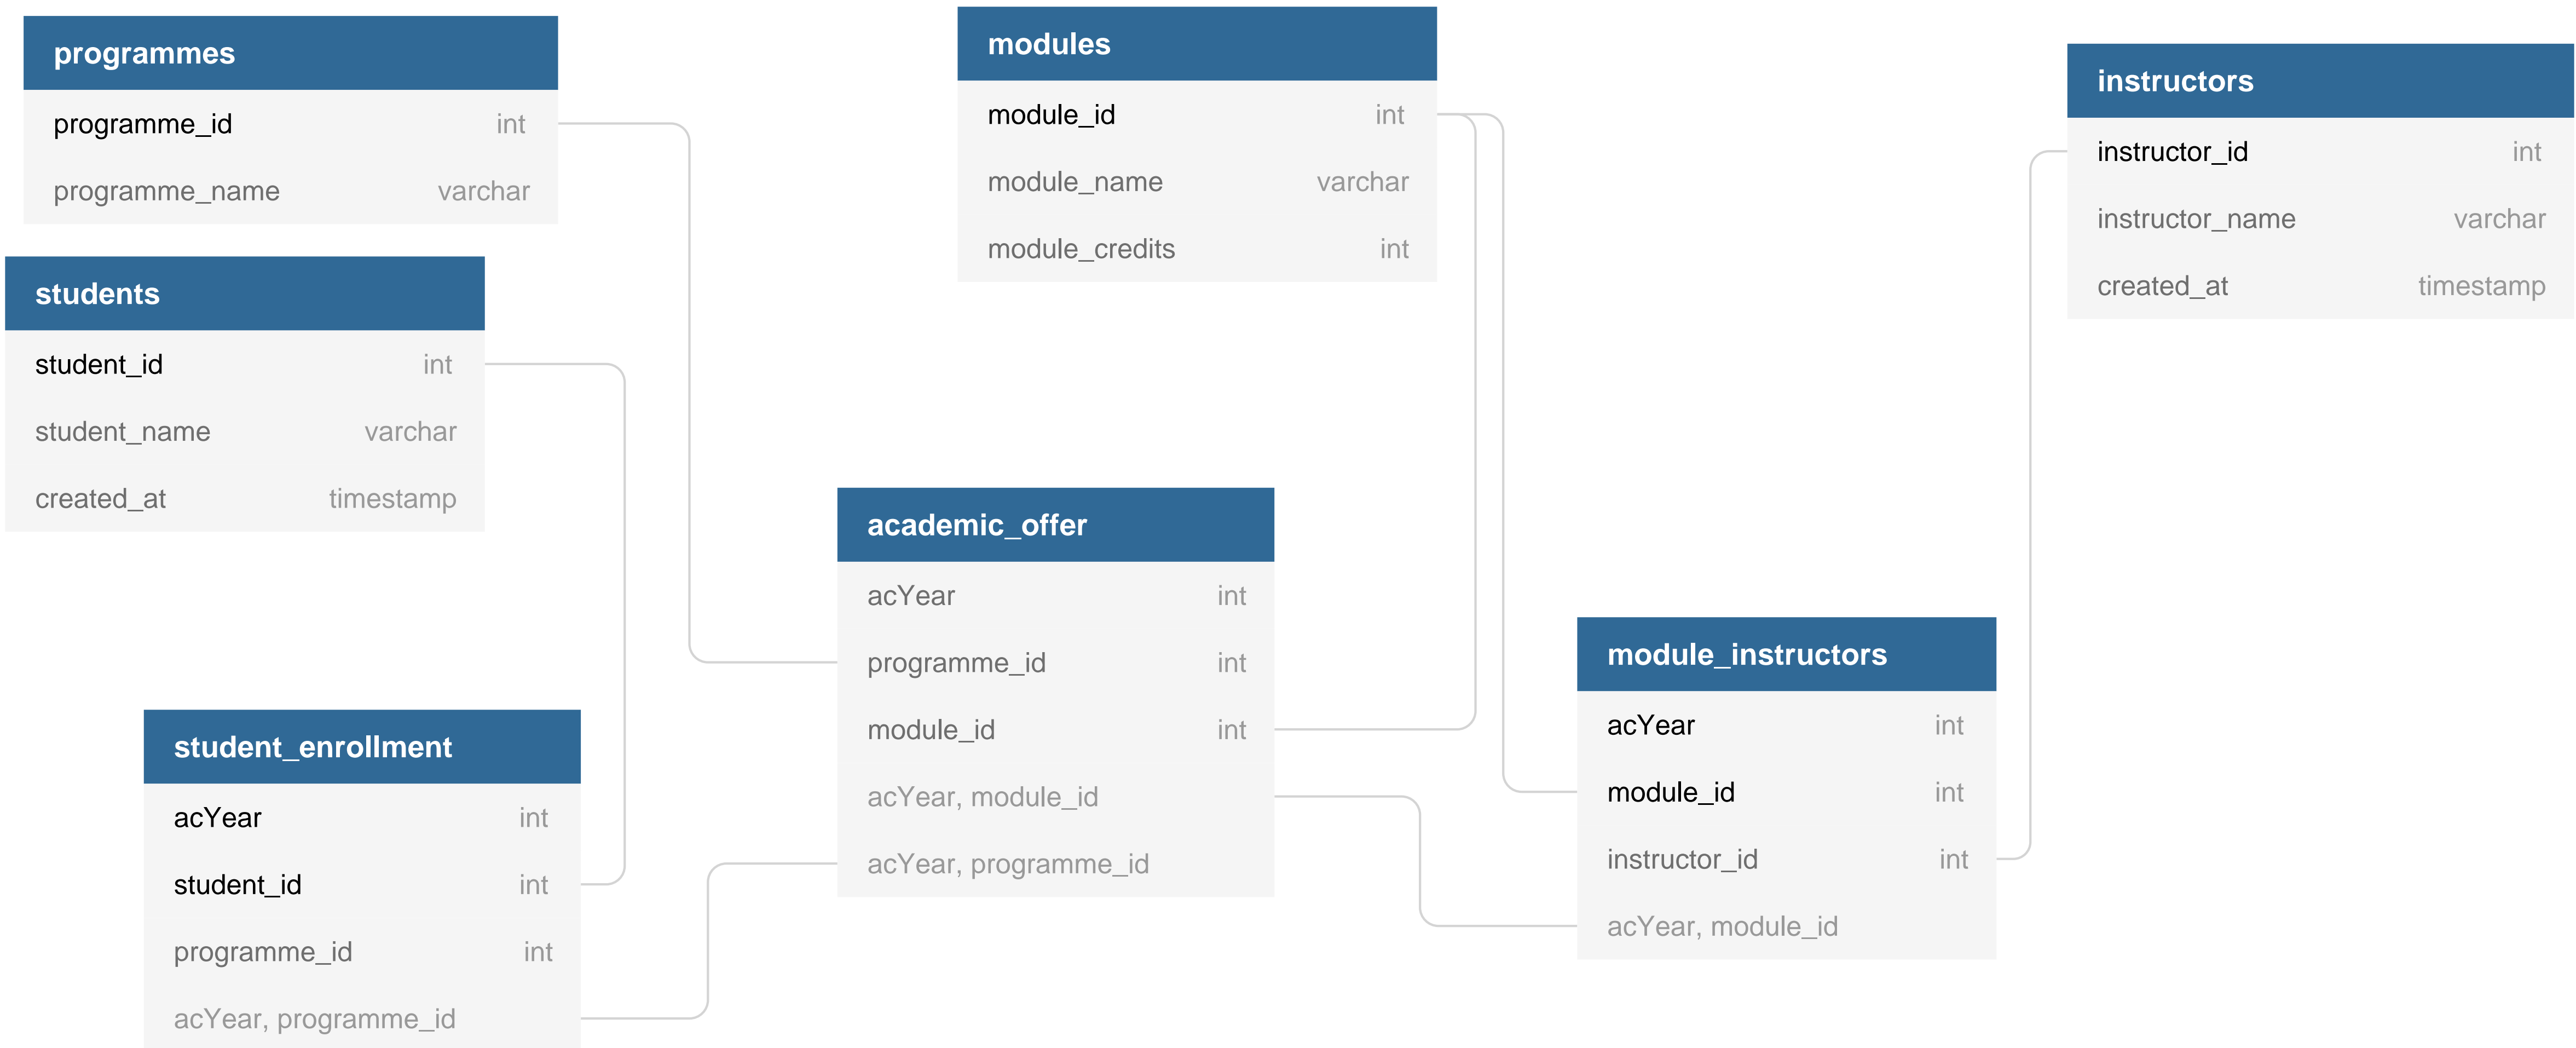 programmes
programme_id int
programme_name varchar
students
student_id int
student_name varchar
created_at timestamp
student_enrollment
acYear int
student_id int
programme_id int
acYear, programme_id
modules
module_id int
module_name varchar
module_credits int
academic_offer
acYear int
programme_id int
module_id int
acYear, module_id
acYear, programme_id
module_instructors
acYear int
module_id int
instructor_id int
acYear, module_id
instructors
instructor_id int
instructor_name varchar
created_at timestamp